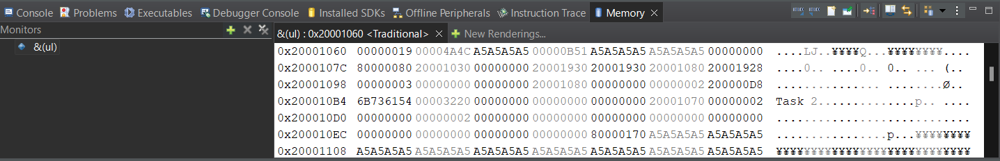 Console Problems Executables Debugger Console Installed SDKs Offline Peripherals Instruction Trace Memory
Monitors
&(ul)
&(ul) : 0x20001060 <Traditional> New Renderings...
0x20001060 00000019 00004A4C A5A5A5A5 00000B51 A5A5A5A5 A5A5A5A5 00000000 ....LJ..¥¥¥¥Q...¥¥¥¥¥¥¥¥....
0x2000107C 80000080 20001030 00000000 20001930 20001930 20001080 20001928 ....0.. ....0.. 0.. ... (..
0x20001098 00000003 00000000 20001080 00000000 00000002 200000D8 ........... ............Ø..
0x200010B4 6B736154 00003220 00000000 00000000 00000000 20001070 00000002 Task 2..............p.. ....
0x200010D0 00000000 00000002 00000000 00000000 00000000 00000000 00000000 ............................
0x200010EC 00000000 00000000 00000000 00000000 80000170 A5A5A5A5 A5A5A5A5 ................p...¥¥¥¥¥¥¥¥
0x20001108 A5A5A5A5 A5A5A5A5 A5A5A5A5 A5A5A5A5 A5A5A5A5 A5A5A5A5 A5A5A5A5 ¥¥¥¥¥¥¥¥¥¥¥¥¥¥¥¥¥¥¥¥¥¥¥¥¥¥¥¥